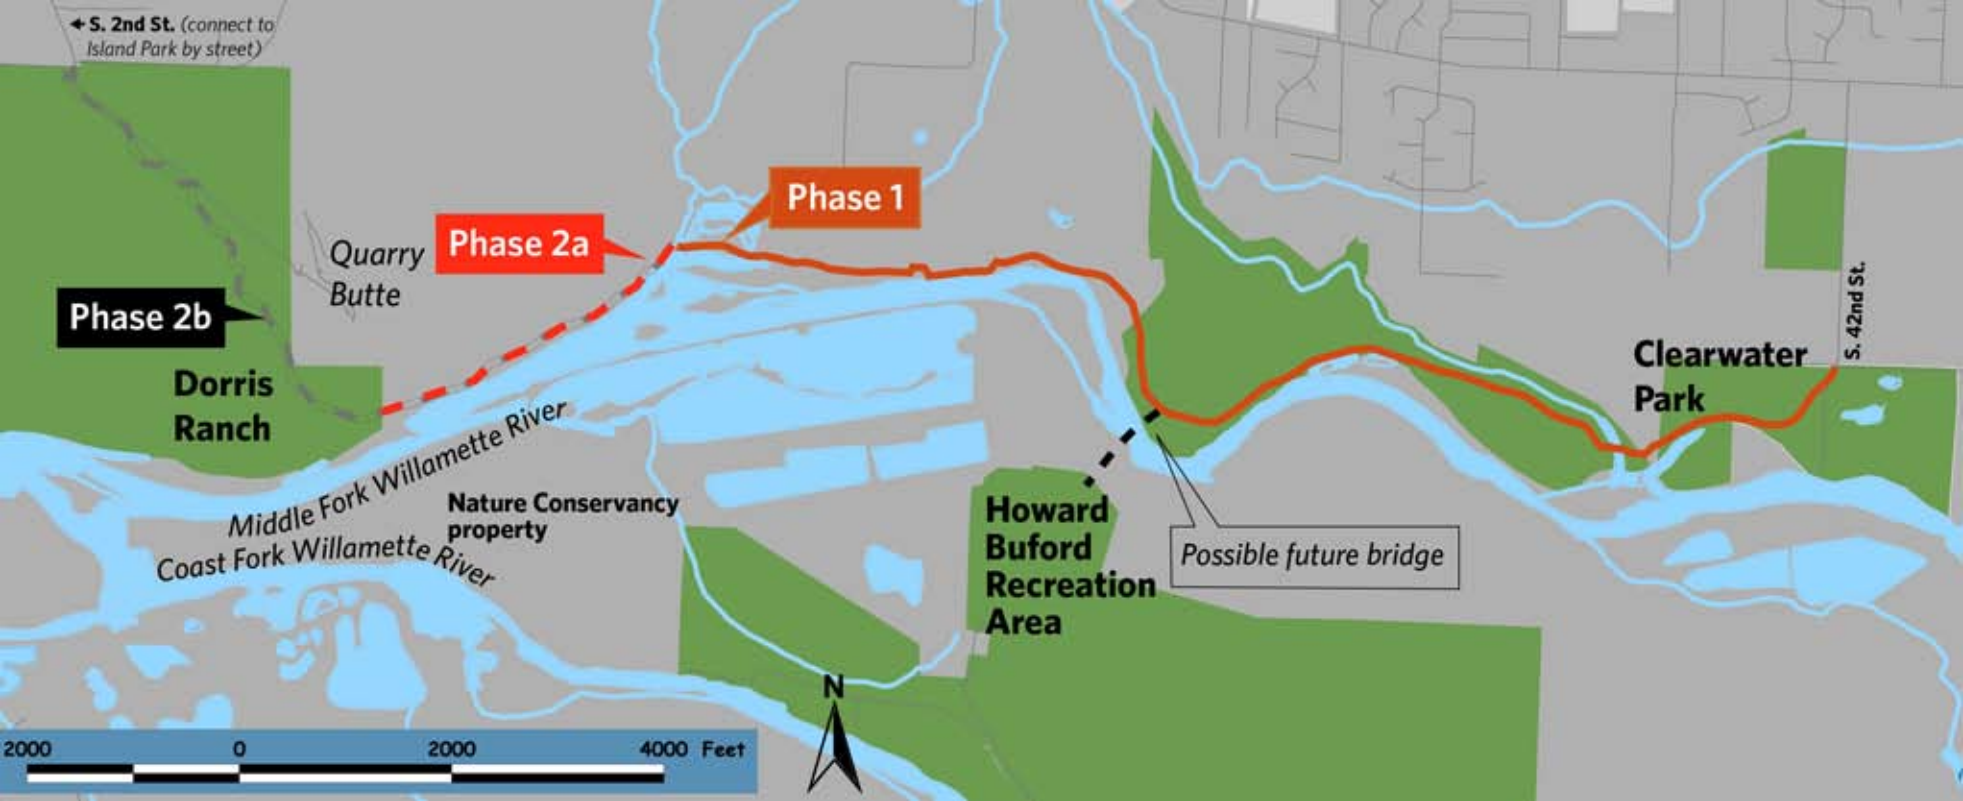 ← S. 2nd St. (connect to
Island Park by street)
Phase 1
Phase 2a
Quarry
Butte
Phase 2b
Dorris
Ranch
S. 42nd St.
Clearwater
Park
Middle Fork Willamette River
Nature Conservancy
property
Coast Fork Willamette River
Howard
Buford
Recreation
Area
Possible future bridge
N
2000 0 2000 4000 Feet